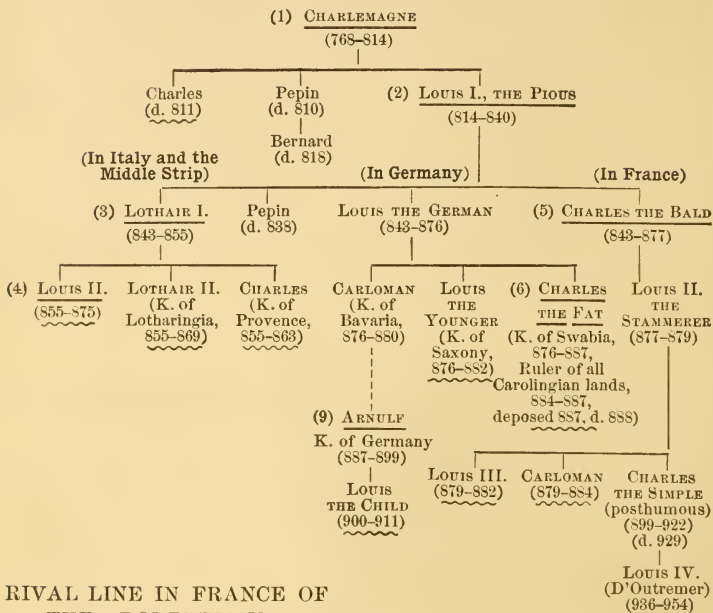 (1) CHARLEMAGNE
(768–814)
Charles
(d. 811)
Pepin
(d. 810)
Bernard
(d. 818)
(2) LOUIS I., THE PIOUS
(814–840)
(In Italy and the
Middle Strip)
(In Germany)
(In France)
(3) LOTHAIR I.
(843–855)
Pepin
(d. 838)
LOUIS THE GERMAN
(843–876)
(5) CHARLES THE BALD
(843–877)
(4) LOUIS II.
(855–875)
LOTHAIR II.
(K. of
Lotharingia,
855–869)
CHARLES
(K. of
Provence,
855–863)
CARLOMAN
(K. of
Bavaria,
876–880)
LOUIS
THE
YOUNGER
(K. of
Saxony,
876–882)
(6) CHARLES
THE FAT
(K. of Swabia,
876–887,
Ruler of all
Carolingian lands,
884–887,
deposed 887, d. 888)
LOUIS II.
THE
STAMMERER
(877–879)
(9) ARNULF
K. of Germany
(887–899)
LOUIS
THE CHILD
(900–911)
LOUIS III.
(879–882)
CARLOMAN
(879–884)
CHARLES
THE SIMPLE
(posthumous)
(899–922)
(d. 929)
LOUIS IV.
(D'Outremer)
(936–954)
RIVAL LINE IN FRANCE OF